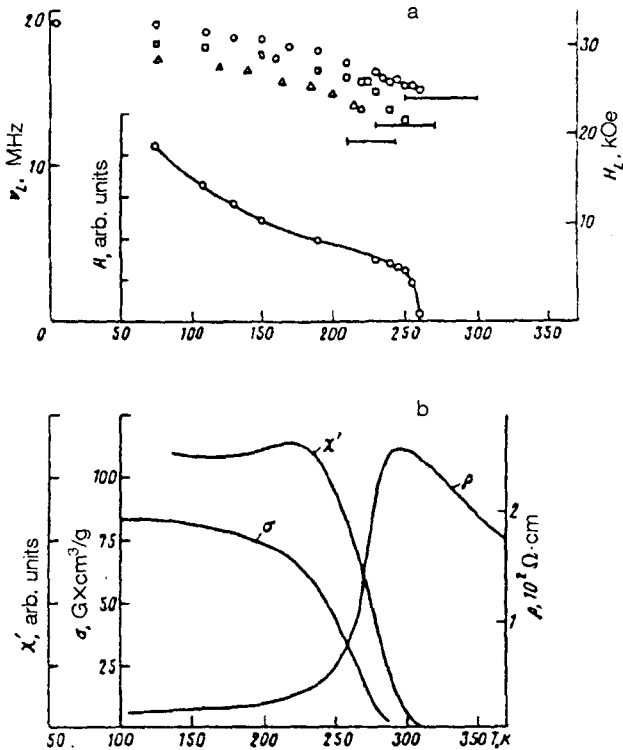 a
20
10
ν_L, MHz
A, arb. units
30
20
10
H_L, kOe
0 50 100 150 200 250 300 350
b
χ′
ρ
σ
χ′, arb. units
σ, G×cm³/g
100
75
50
25
2
1
ρ, 10² Ω·cm
50 100 150 200 250 300 T, K